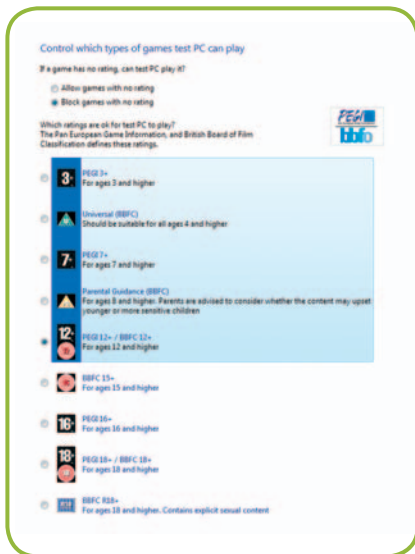 Control which types of games test PC can play
If a game has no rating, can test PC play it?
Allow games with no rating
Block games with no rating
Which ratings are ok for test PC to play?
The Pan European Game Information, and British Board of Film
Classification defines these ratings.
PEGI
bbfc
3+
PEGI 3+
For ages 3 and higher
U
Universal (BBFC)
Should be suitable for all ages 4 and higher
7+
PEGI 7+
For ages 7 and higher
Parental Guidance (BBFC)
For ages 8 and higher. Parents are advised to consider whether the content may upset
younger or more sensitive children
12+
PEGI 12+ / BBFC 12+
For ages 12 and higher
BBFC 15+
For ages 15 and higher
16+
PEGI 16+
For ages 16 and higher
18+
PEGI 18+ / BBFC 18+
For ages 18 and higher
R18
BBFC R18+
For ages 18 and higher. Contains explicit sexual content